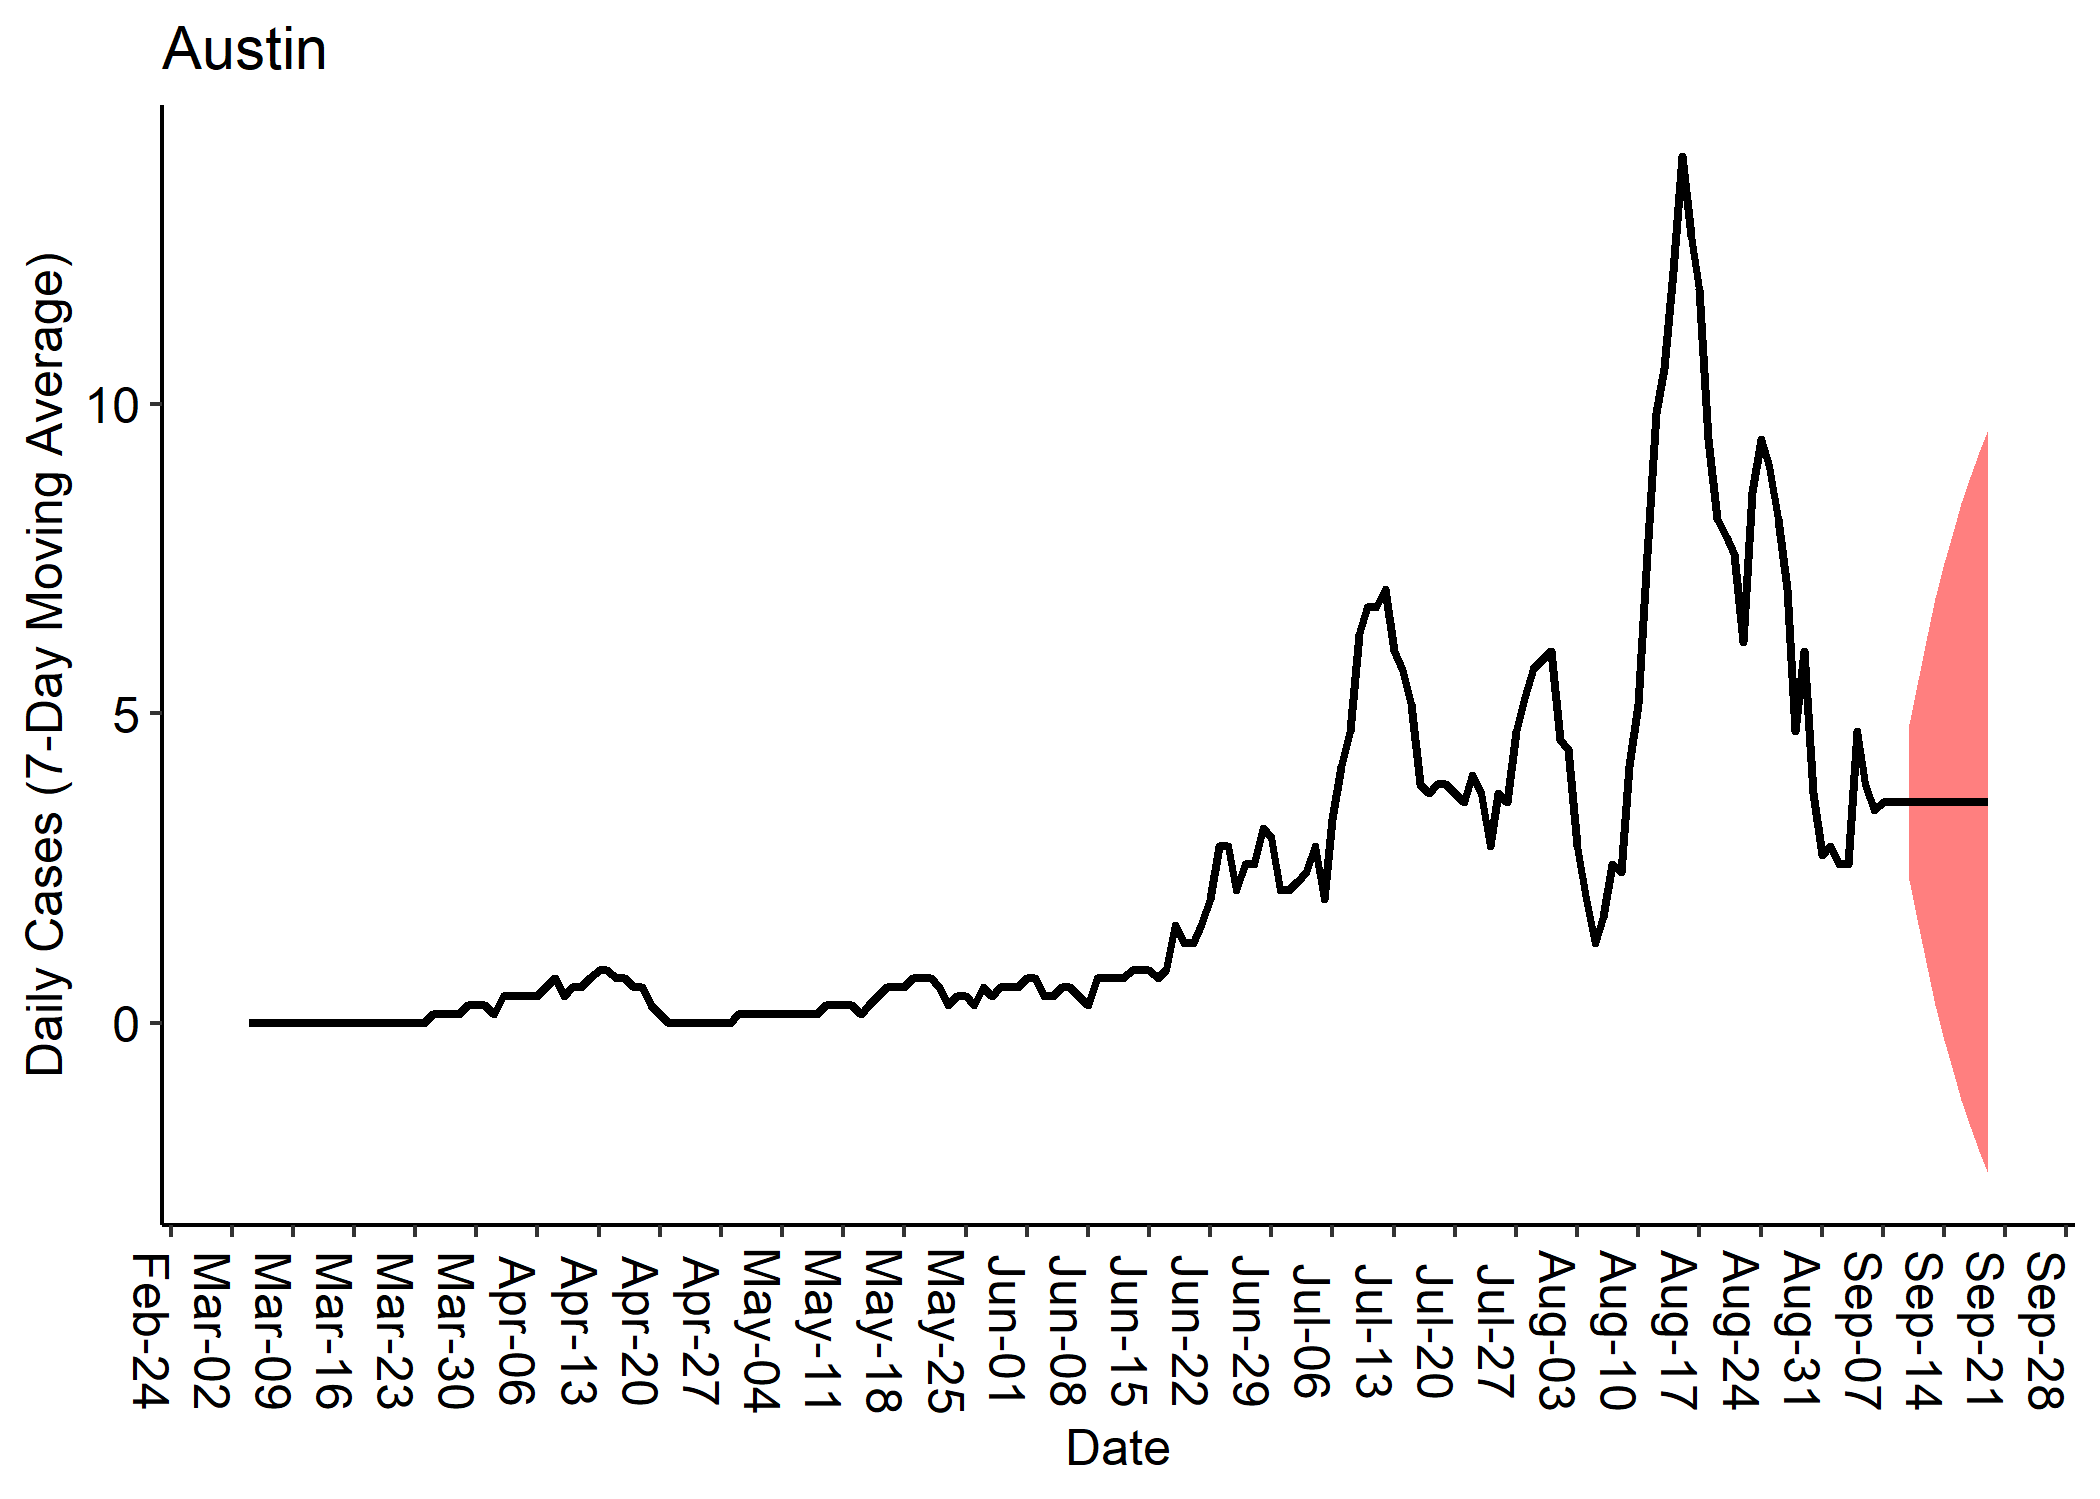 Austin
Daily Cases (7-Day Moving Average)
10
5
0
Feb-24
Mar-02
Mar-09
Mar-16
Mar-23
Mar-30
Apr-06
Apr-13
Apr-20
Apr-27
May-04
May-11
May-18
May-25
Jun-01
Jun-08
Jun-15
Jun-22
Jun-29
Jul-06
Jul-13
Jul-20
Jul-27
Aug-03
Aug-10
Aug-17
Aug-24
Aug-31
Sep-07
Sep-14
Sep-21
Sep-28
Date